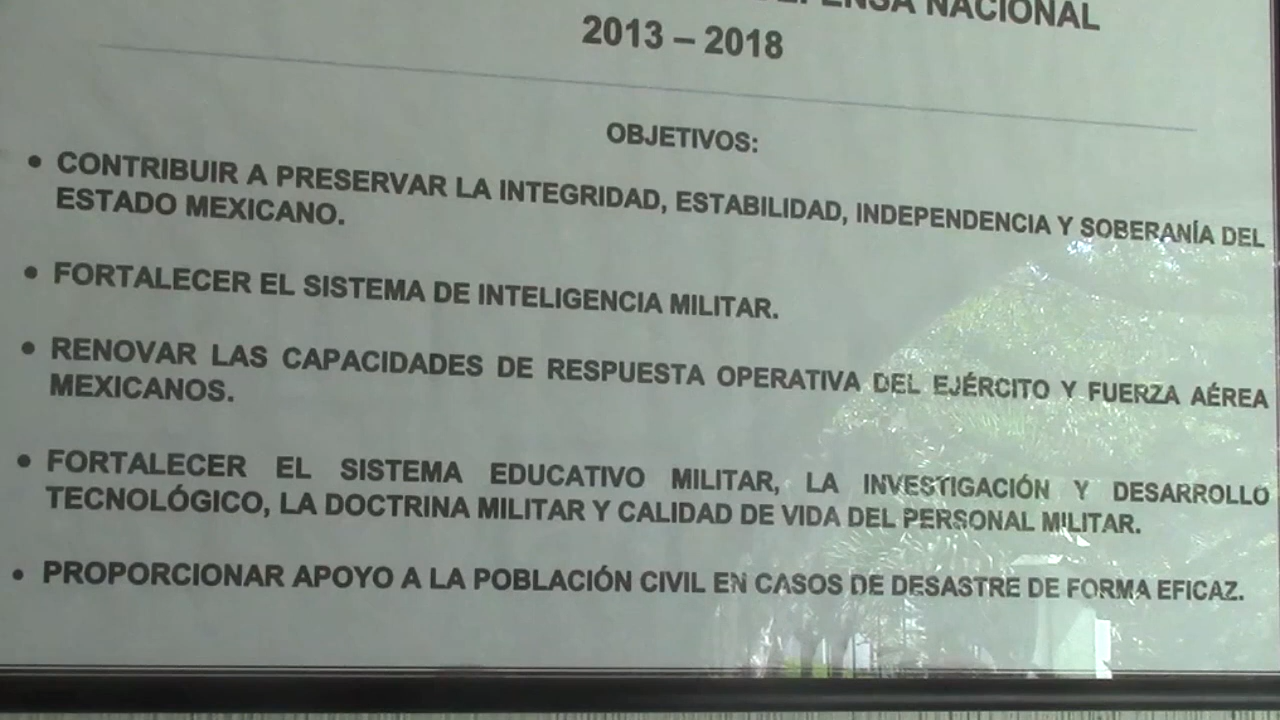 NACIONAL
2013 – 2018
OBJETIVOS:
• CONTRIBUIR A PRESERVAR LA INTEGRIDAD, ESTABILIDAD, INDEPENDENCIA Y SOBERANÍA DEL
ESTADO MEXICANO.
• FORTALECER EL SISTEMA DE INTELIGENCIA MILITAR.
• RENOVAR LAS CAPACIDADES DE RESPUESTA OPERATIVA DEL EJÉRCITO Y FUERZA AÉREA
MEXICANOS.
• FORTALECER EL SISTEMA EDUCATIVO MILITAR, LA INVESTIGACIÓN Y DESARROLLO
TECNOLÓGICO, LA DOCTRINA MILITAR Y CALIDAD DE VIDA DEL PERSONAL MILITAR.
• PROPORCIONAR APOYO A LA POBLACIÓN CIVIL EN CASOS DE DESASTRE DE FORMA EFICAZ.